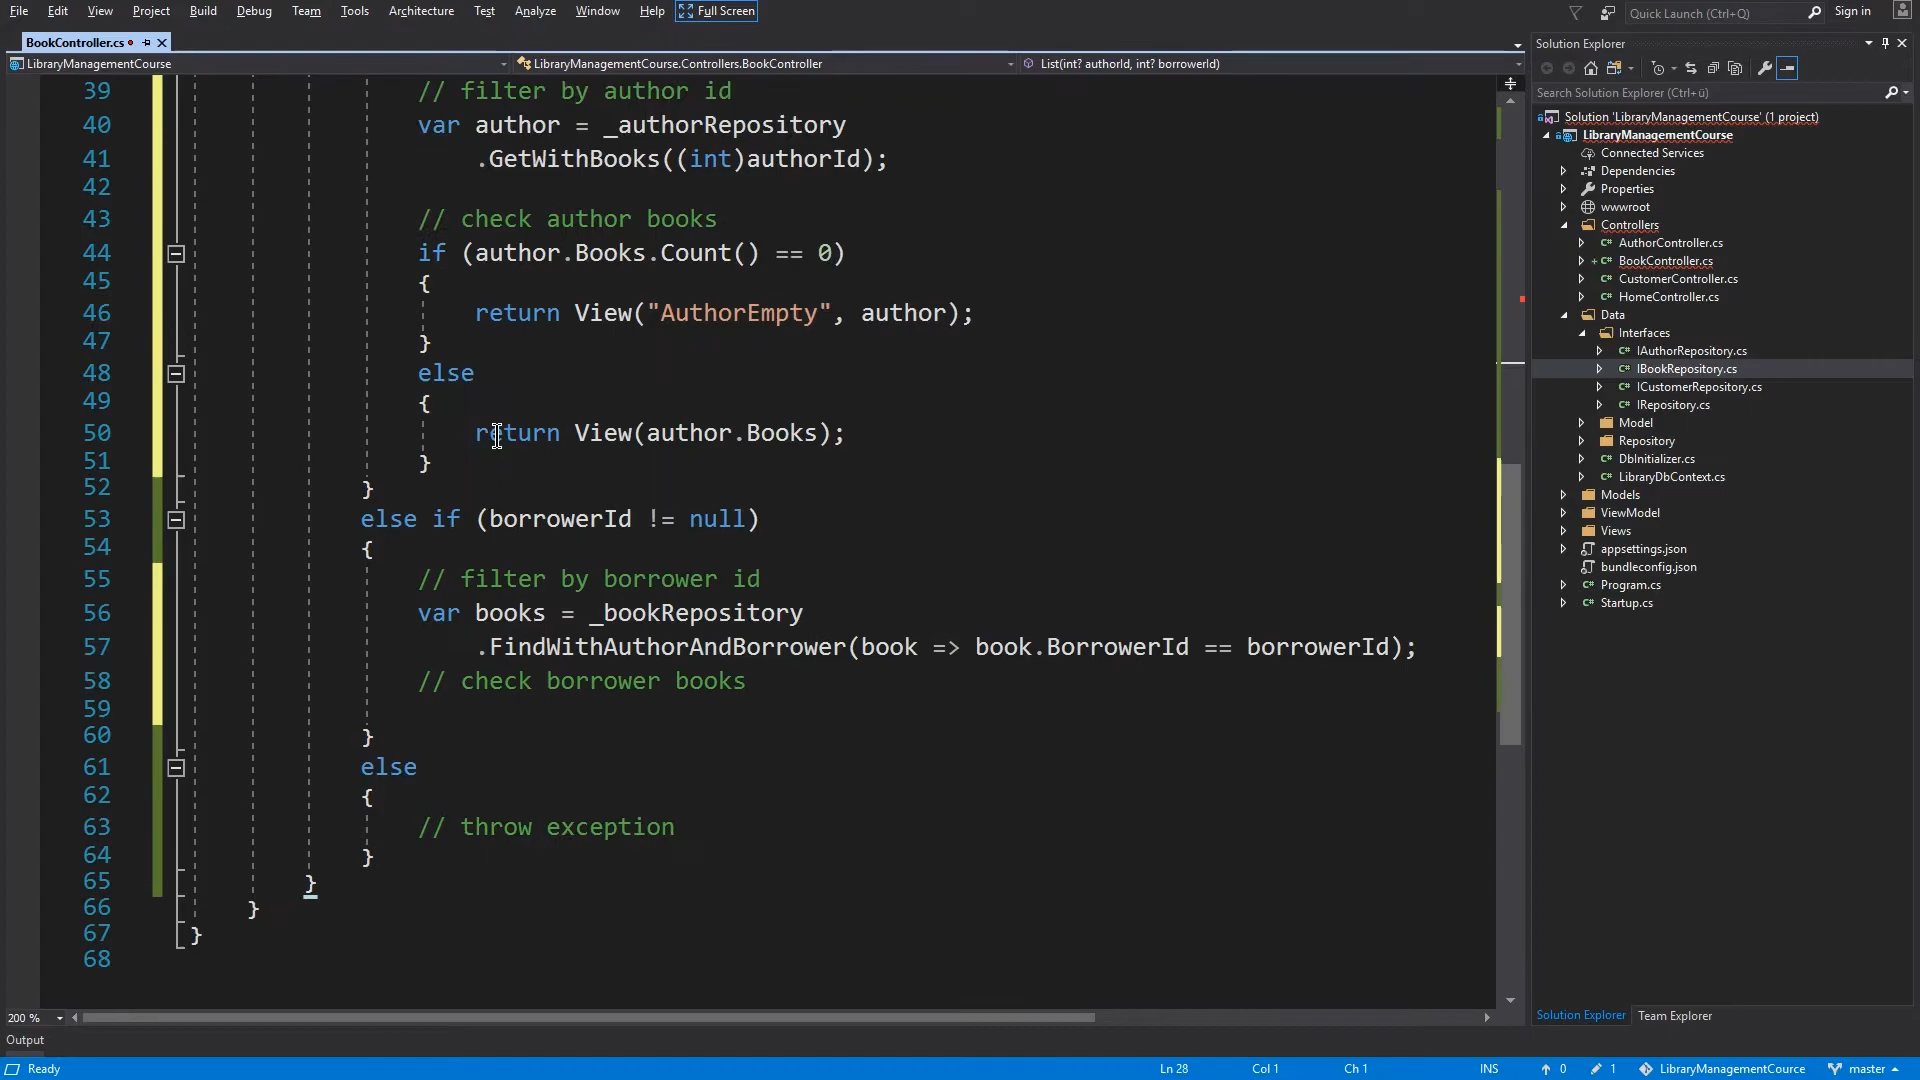 File Edit View Project Build Debug Team Tools Architecture Test Analyze Window Help Full Screen
Quick Launch (Ctrl+Q) Sign in
BookController.cs
LibraryManagementCourse LibraryManagementCourse.Controllers.BookController List(int? authorId, int? borrowerId)
39 // filter by author id
40 var author = _authorRepository
41 .GetWithBooks((int)authorId);
42
43 // check author books
44 if (author.Books.Count() == 0)
45 {
46 return View("AuthorEmpty", author);
47 }
48 else
49 {
50 return View(author.Books);
51 }
52 }
53 else if (borrowerId != null)
54 {
55 // filter by borrower id
56 var books = _bookRepository
57 .FindWithAuthorAndBorrower(book => book.BorrowerId == borrowerId);
58 // check borrower books
59
60 }
61 else
62 {
63 // throw exception
64 }
65 }
66 }
67 }
68
200 %
Output
Solution Explorer
Search Solution Explorer (Ctrl+ü)
Solution 'LibraryManagementCourse' (1 project)
LibraryManagementCourse
Connected Services
Dependencies
Properties
wwwroot
Controllers
C# AuthorController.cs
+ C# BookController.cs
C# CustomerController.cs
C# HomeController.cs
Data
Interfaces
C# IAuthorRepository.cs
C# IBookRepository.cs
C# ICustomerRepository.cs
C# IRepository.cs
Model
Repository
C# DbInitializer.cs
C# LibraryDbContext.cs
Models
ViewModel
Views
appsettings.json
bundleconfig.json
C# Program.cs
C# Startup.cs
Solution Explorer Team Explorer
Ready Ln 28 Col 1 Ch 1 INS 0 1 LibraryManagementCource master